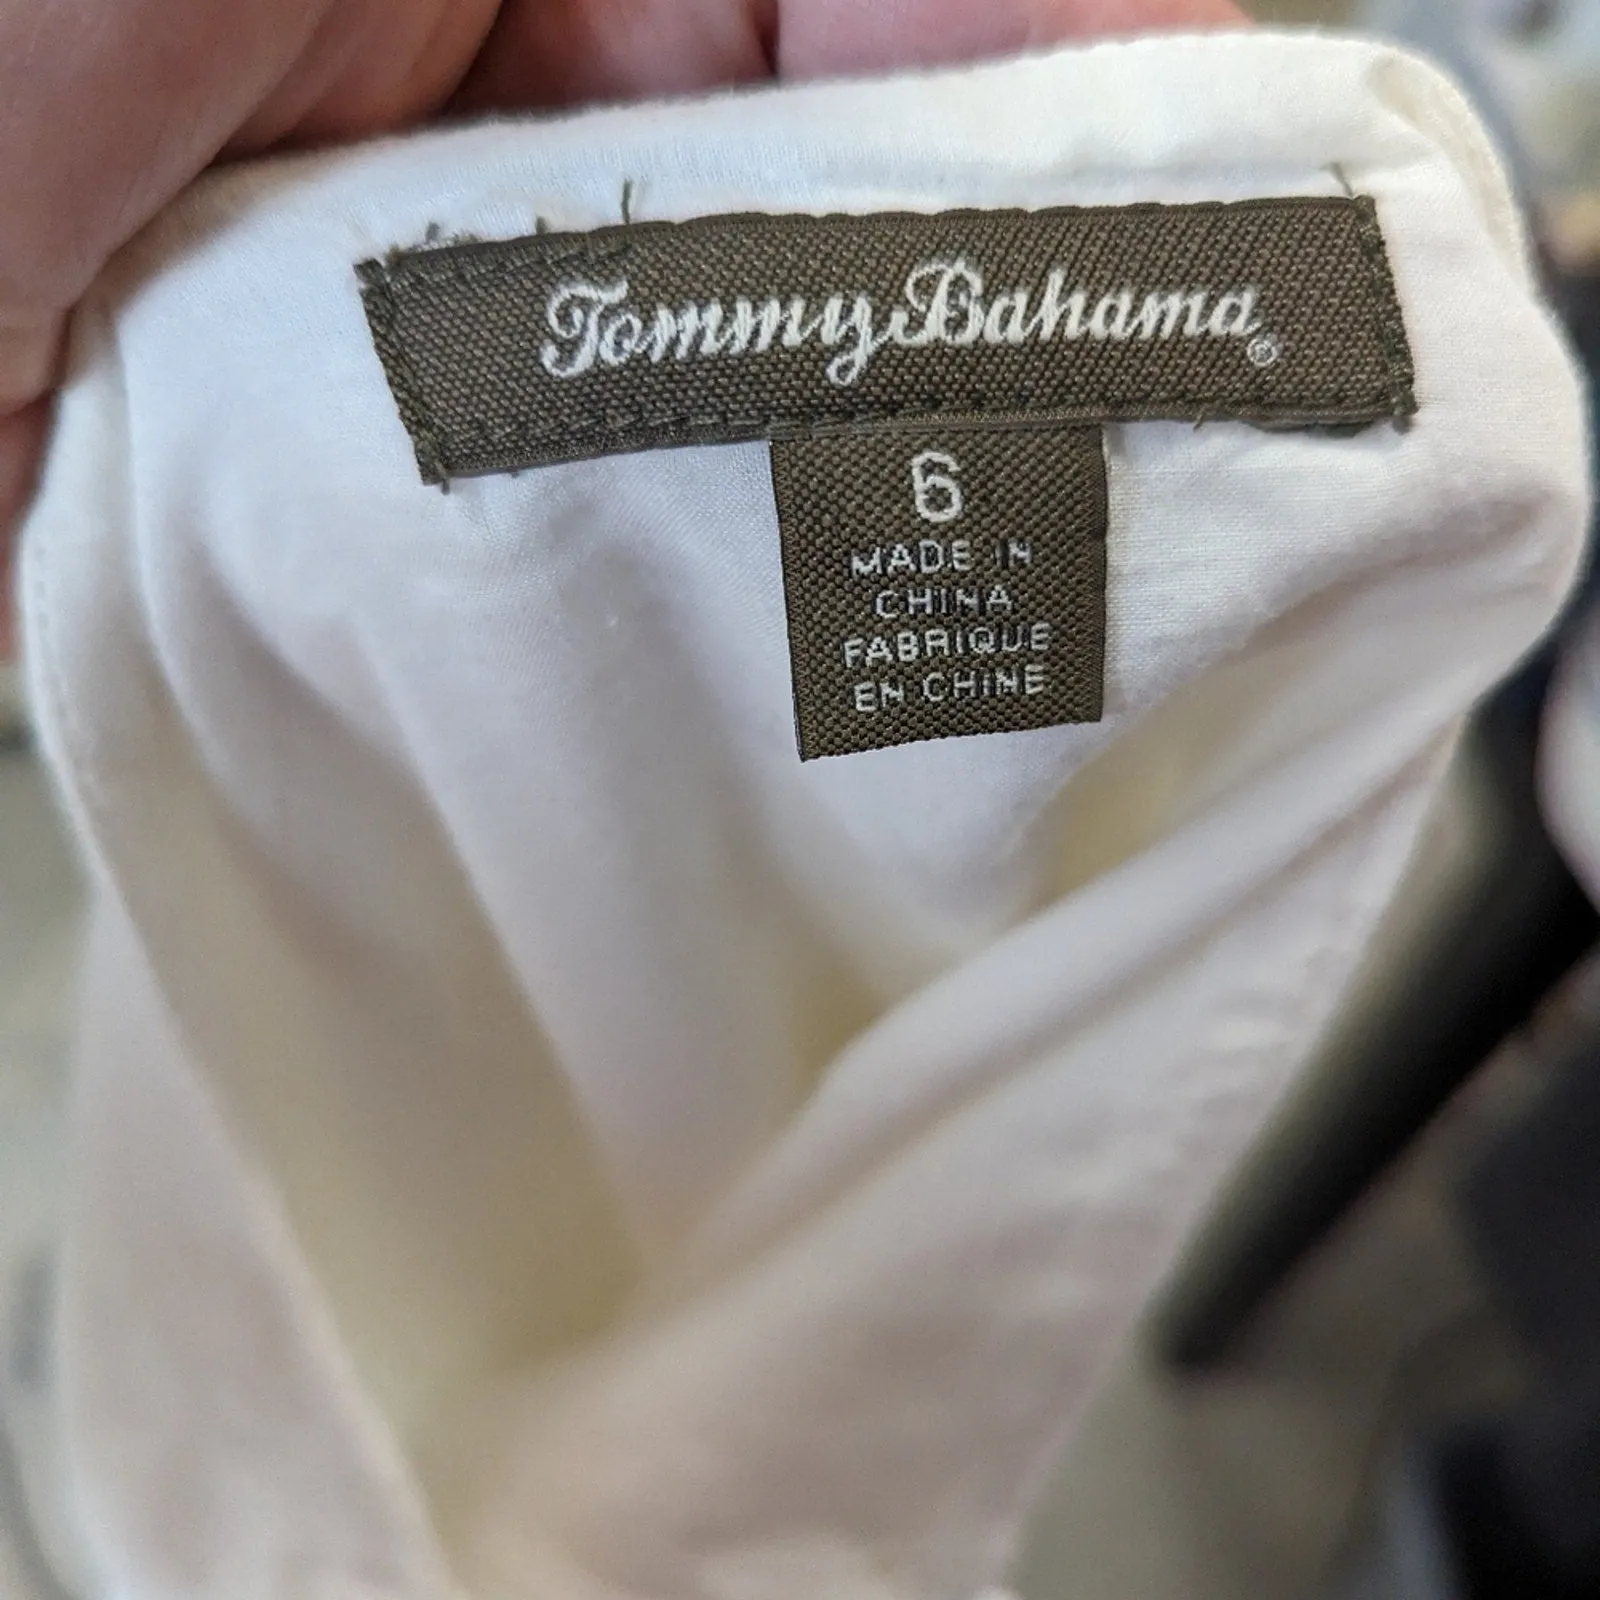 Tommy Bahama®
6
MADE IN
CHINA
FABRIQUE
EN CHINE